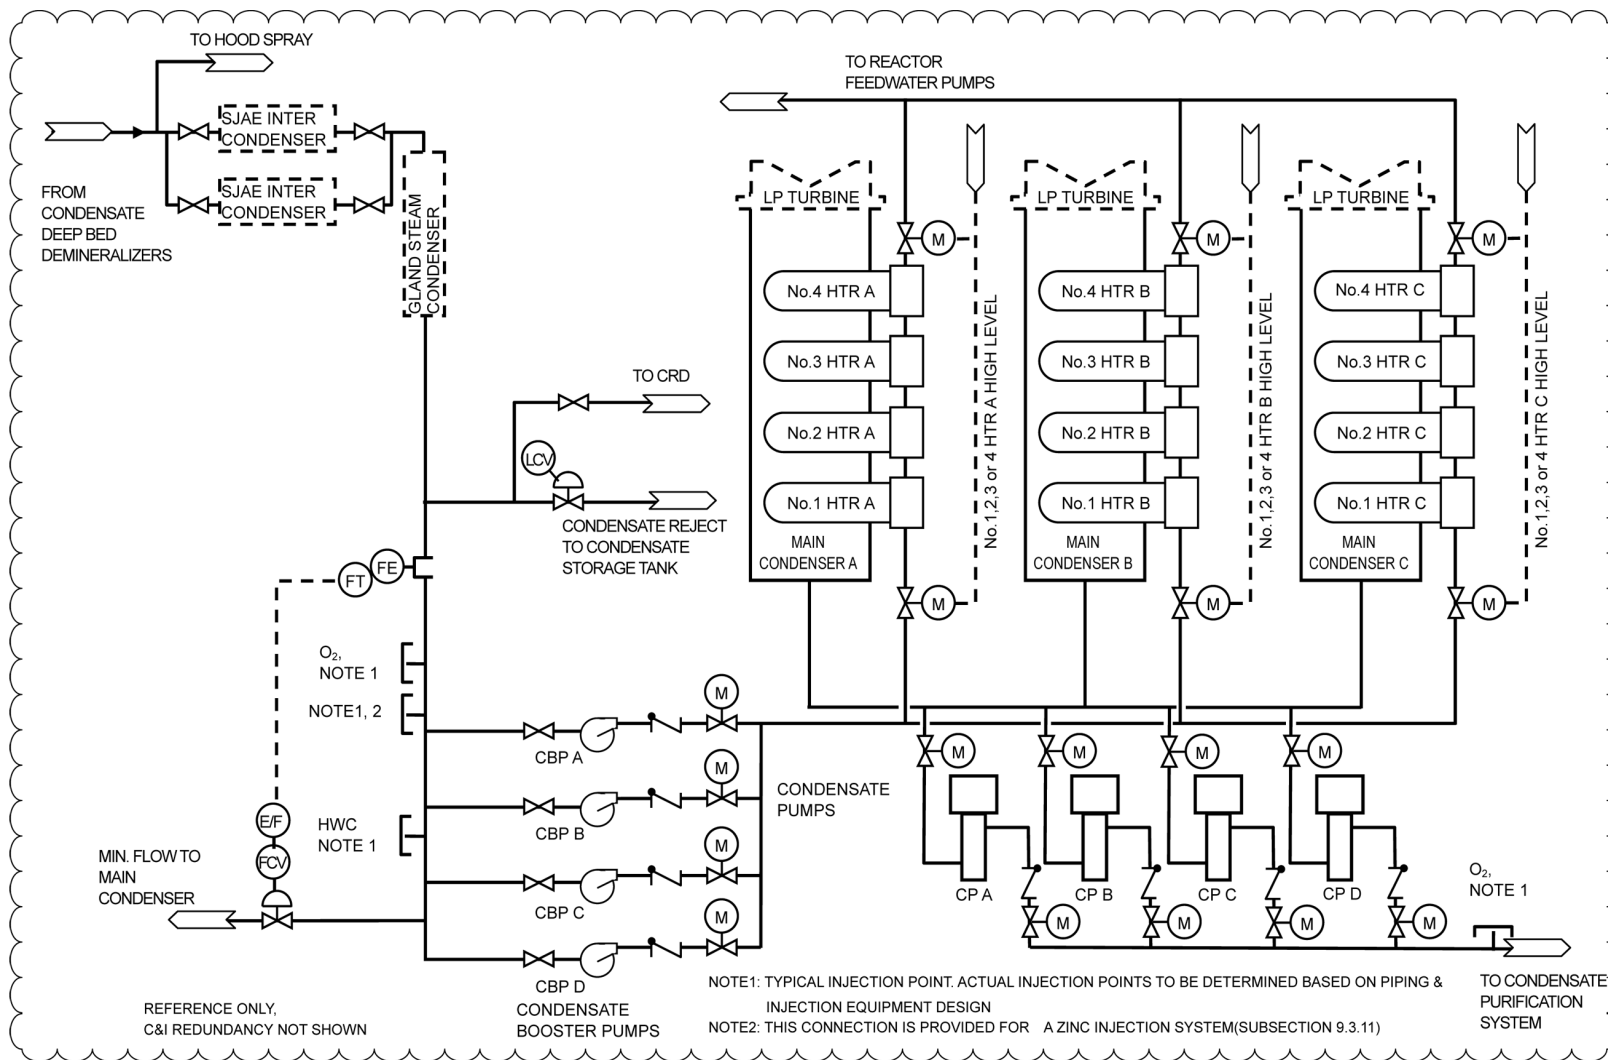 TO HOOD SPRAY
SJAE INTER
CONDENSER
SJAE INTER
CONDENSER
FROM
CONDENSATE
DEEP BED
DEMINERALIZERS
GLAND STEAM
CONDENSER
TO REACTOR
FEEDWATER PUMPS
LP TURBINE
LP TURBINE
LP TURBINE
M
M
M
No.4 HTR A
No.4 HTR B
No.4 HTR C
No.3 HTR A
No.3 HTR B
No.3 HTR C
No.2 HTR A
No.2 HTR B
No.2 HTR C
No.1 HTR A
No.1 HTR B
No.1 HTR C
No.1,2,3 or 4 HTR A HIGH LEVEL
No.1,2,3 or 4 HTR B HIGH LEVEL
No.1,2,3 or 4 HTR C HIGH LEVEL
MAIN
CONDENSER A
MAIN
CONDENSER B
MAIN
CONDENSER C
M
M
M
TO CRD
LCV
CONDENSATE REJECT
TO CONDENSATE
STORAGE TANK
FT
FE
O2,
NOTE 1
NOTE1, 2
M
CBP A
M
CBP B
M
CBP C
M
CBP D
HWC
NOTE 1
E/F
FCV
MIN. FLOW TO
MAIN
CONDENSER
CONDENSATE
BOOSTER PUMPS
CONDENSATE
PUMPS
M
M
M
M
CP A
CP B
CP C
CP D
M
M
M
M
O2,
NOTE 1
TO CONDENSATE
PURIFICATION
SYSTEM
REFERENCE ONLY,
C&I REDUNDANCY NOT SHOWN
NOTE1: TYPICAL INJECTION POINT. ACTUAL INJECTION POINTS TO BE DETERMINED BASED ON PIPING &
INJECTION EQUIPMENT DESIGN
NOTE2: THIS CONNECTION IS PROVIDED FOR A ZINC INJECTION SYSTEM(SUBSECTION 9.3.11)